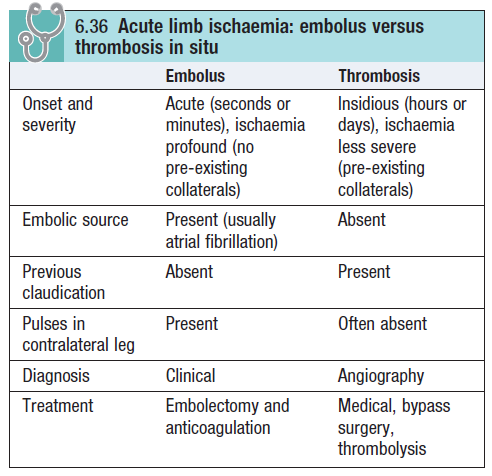 6.36 Acute limb ischaemia: embolus versus
thrombosis in situ
Embolus Thrombosis
Onset and Acute (seconds or Insidious (hours or
severity minutes), ischaemia days), ischaemia
profound (no less severe
pre-existing (pre-existing
collaterals) collaterals)
Embolic source Present (usually Absent
atrial fibrillation)
Previous Absent Present
claudication
Pulses in Present Often absent
contralateral leg
Diagnosis Clinical Angiography
Treatment Embolectomy and Medical, bypass
anticoagulation surgery,
thrombolysis